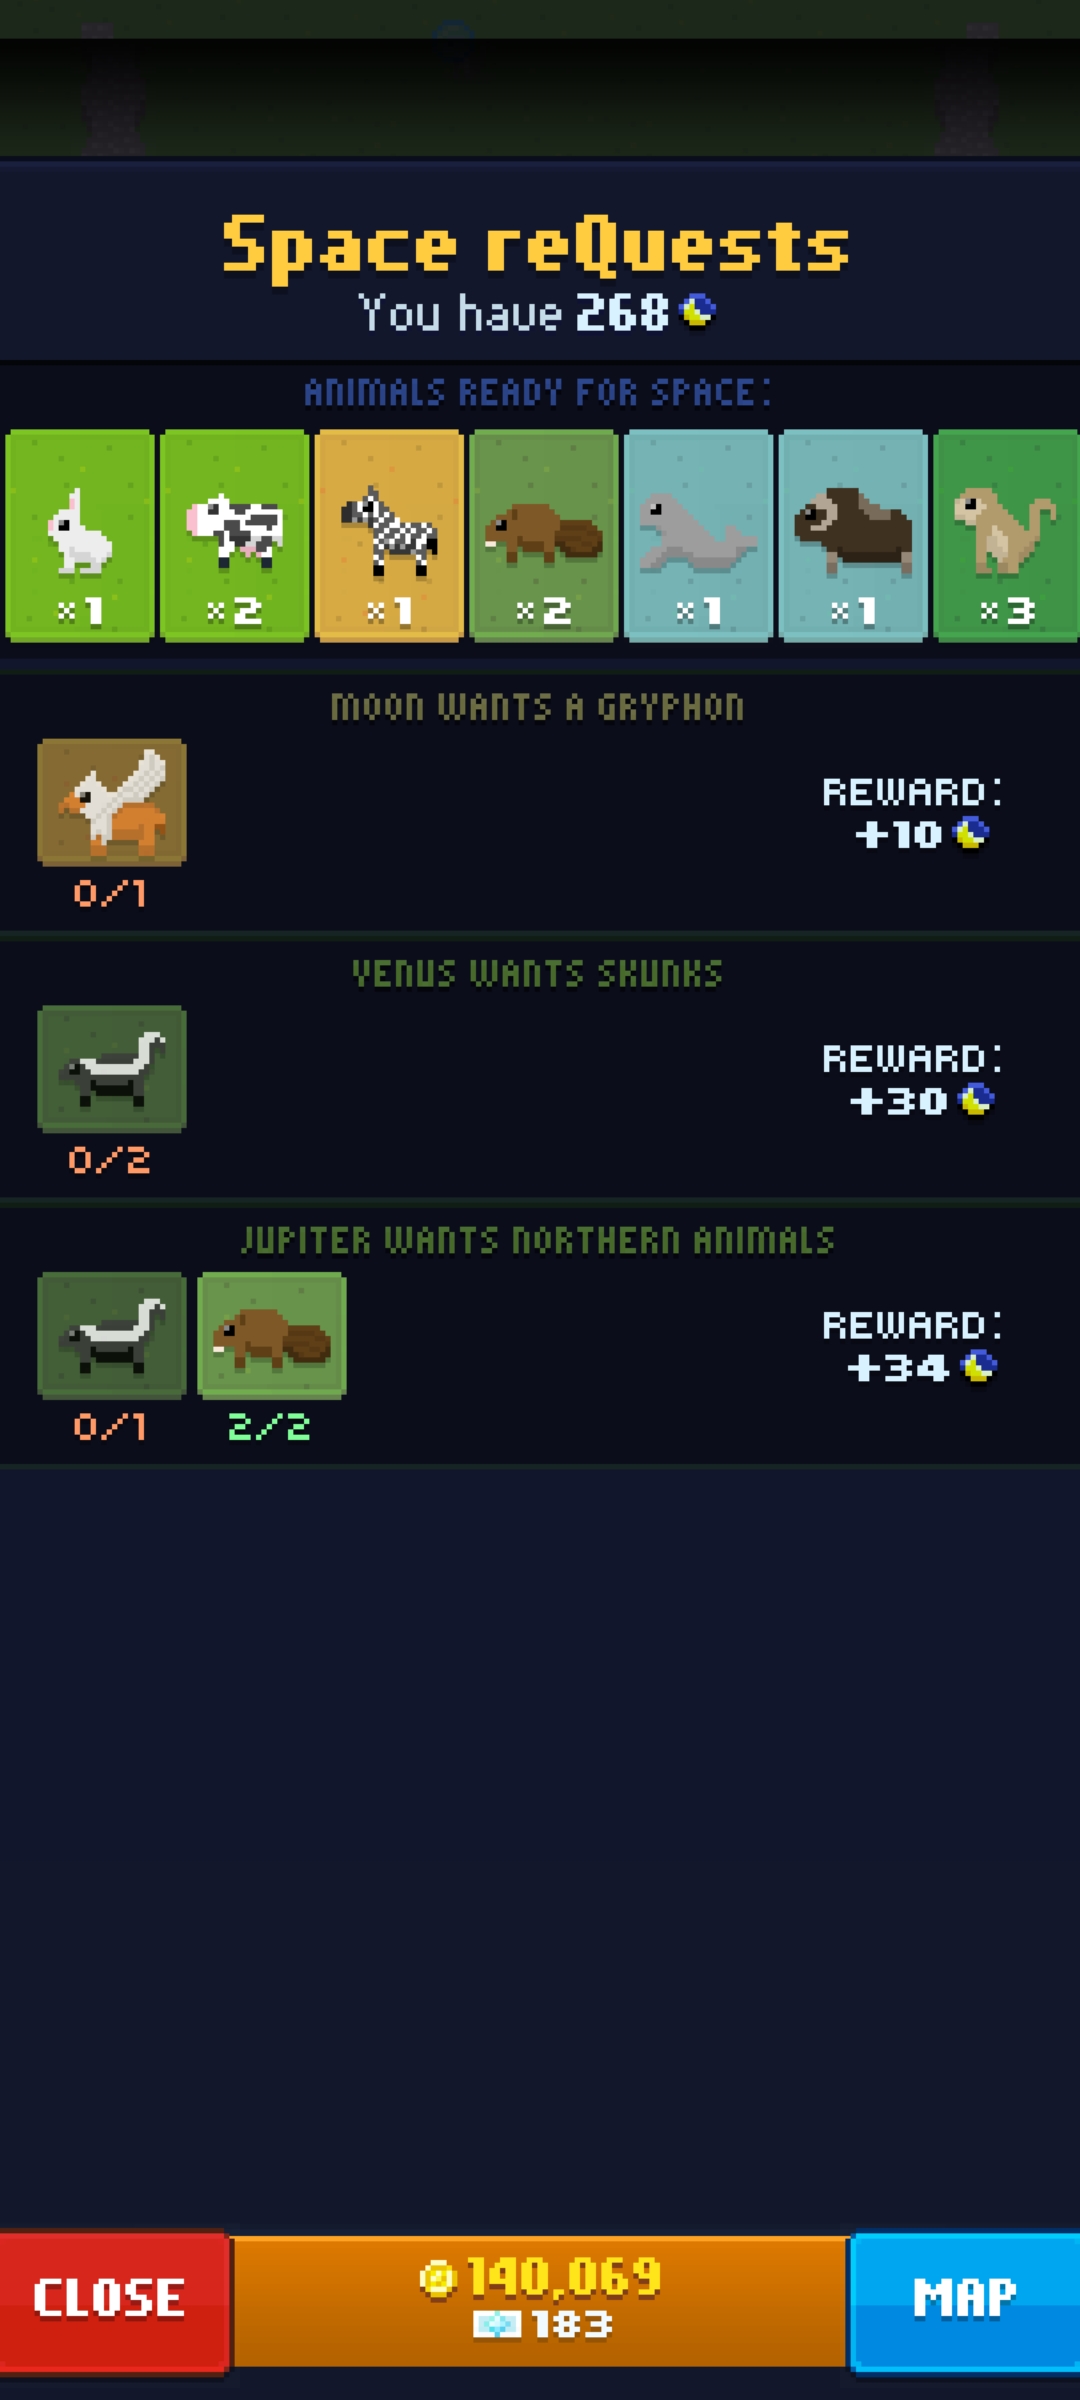 Space reQuests
You have 268
ANIMALS READY FOR SPACE:
×1 ×2 ×1 ×2 ×1 ×1 ×3
MOON WANTS A GRYPHON
REWARD:
+10
0/1
VENUS WANTS SKUNKS
REWARD:
+30
0/2
JUPITER WANTS NORTHERN ANIMALS
REWARD:
+34
0/1 2/2
CLOSE
140,069
183
MAP